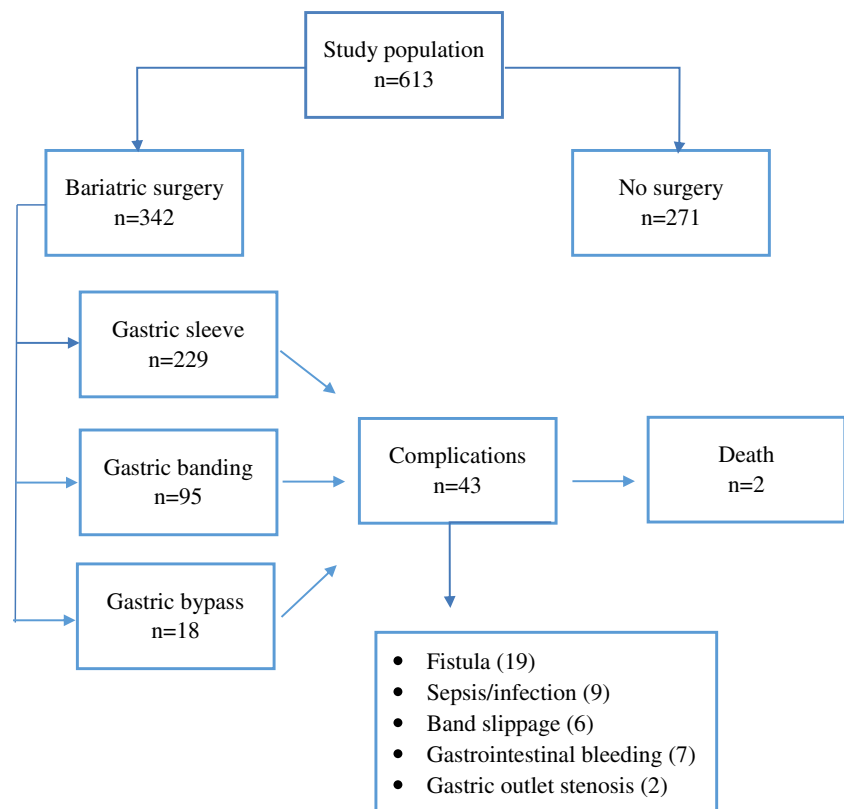 Study population
n=613
Bariatric surgery
n=342
No surgery
n=271
Gastric sleeve
n=229
Gastric banding
n=95
Complications
n=43
Death
n=2
Gastric bypass
n=18
• Fistula (19)
• Sepsis/infection (9)
• Band slippage (6)
• Gastrointestinal bleeding (7)
• Gastric outlet stenosis (2)